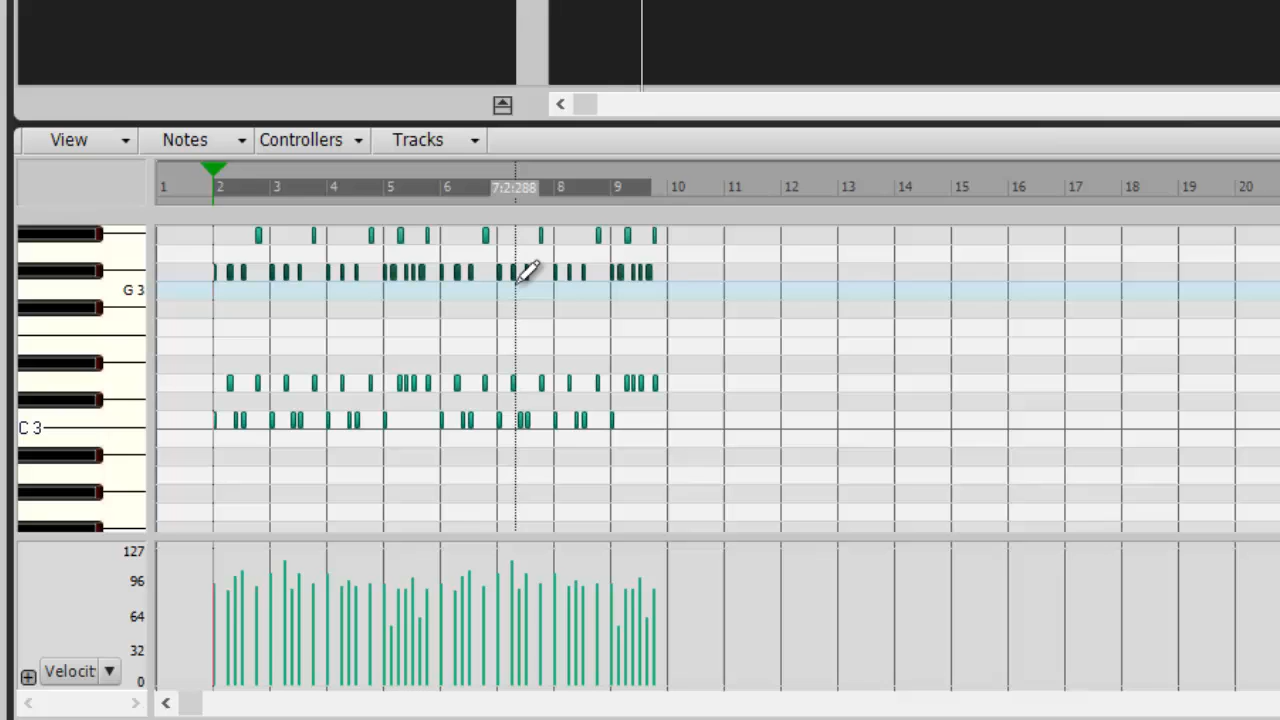 View Notes Controllers Tracks
1 2 3 4 5 6 7:2:288 8 9 10 11 12 13 14 15 16 17 18 19 20
G 3
C 3
127
96
64
32
Velocit
0